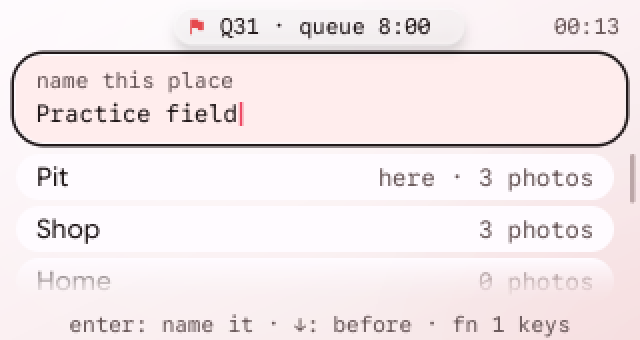 Q31 · queue 8:00
00:13
name this place
Practice field
Pit
here · 3 photos
Shop
3 photos
Home
0 photos
enter: name it · ↓: before · fn 1 keys